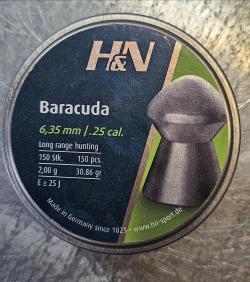 H&N
Baracuda
6,35 mm / .25 cal.
Long range hunting
150 Stk. 150 pcs.
2,00 g 30.86 gr
E ≥ 25 J
Made in Germany since 1825 • www.hn-sport.de